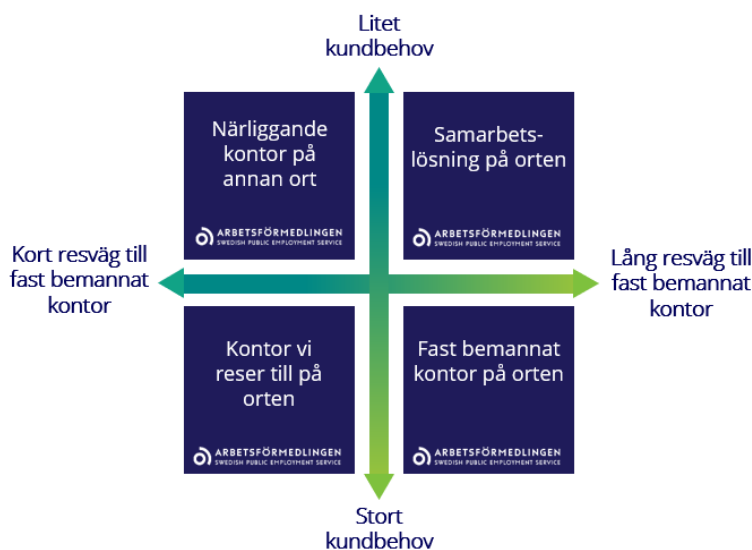 Litet
kundbehov
Närliggande
kontor på
annan ort
ARBETSFÖRMEDLINGEN
SWEDISH PUBLIC EMPLOYMENT SERVICE
Samarbets-
lösning på orten
ARBETSFÖRMEDLINGEN
SWEDISH PUBLIC EMPLOYMENT SERVICE
Kort resväg till
fast bemannat
kontor
Lång resväg till
fast bemannat
kontor
Kontor vi
reser till på
orten
ARBETSFÖRMEDLINGEN
SWEDISH PUBLIC EMPLOYMENT SERVICE
Fast bemannat
kontor på orten
ARBETSFÖRMEDLINGEN
SWEDISH PUBLIC EMPLOYMENT SERVICE
Stort
kundbehov